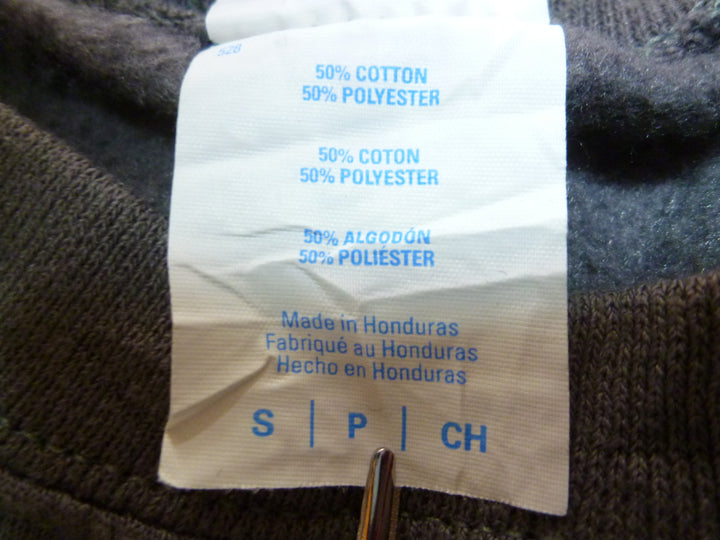 528
50% COTTON
50% POLYESTER
50% COTON
50% POLYESTER
50% ALGODÓN
50% POLIÉSTER
Made in Honduras
Fabriqué au Honduras
Hecho en Honduras
S | P | CH